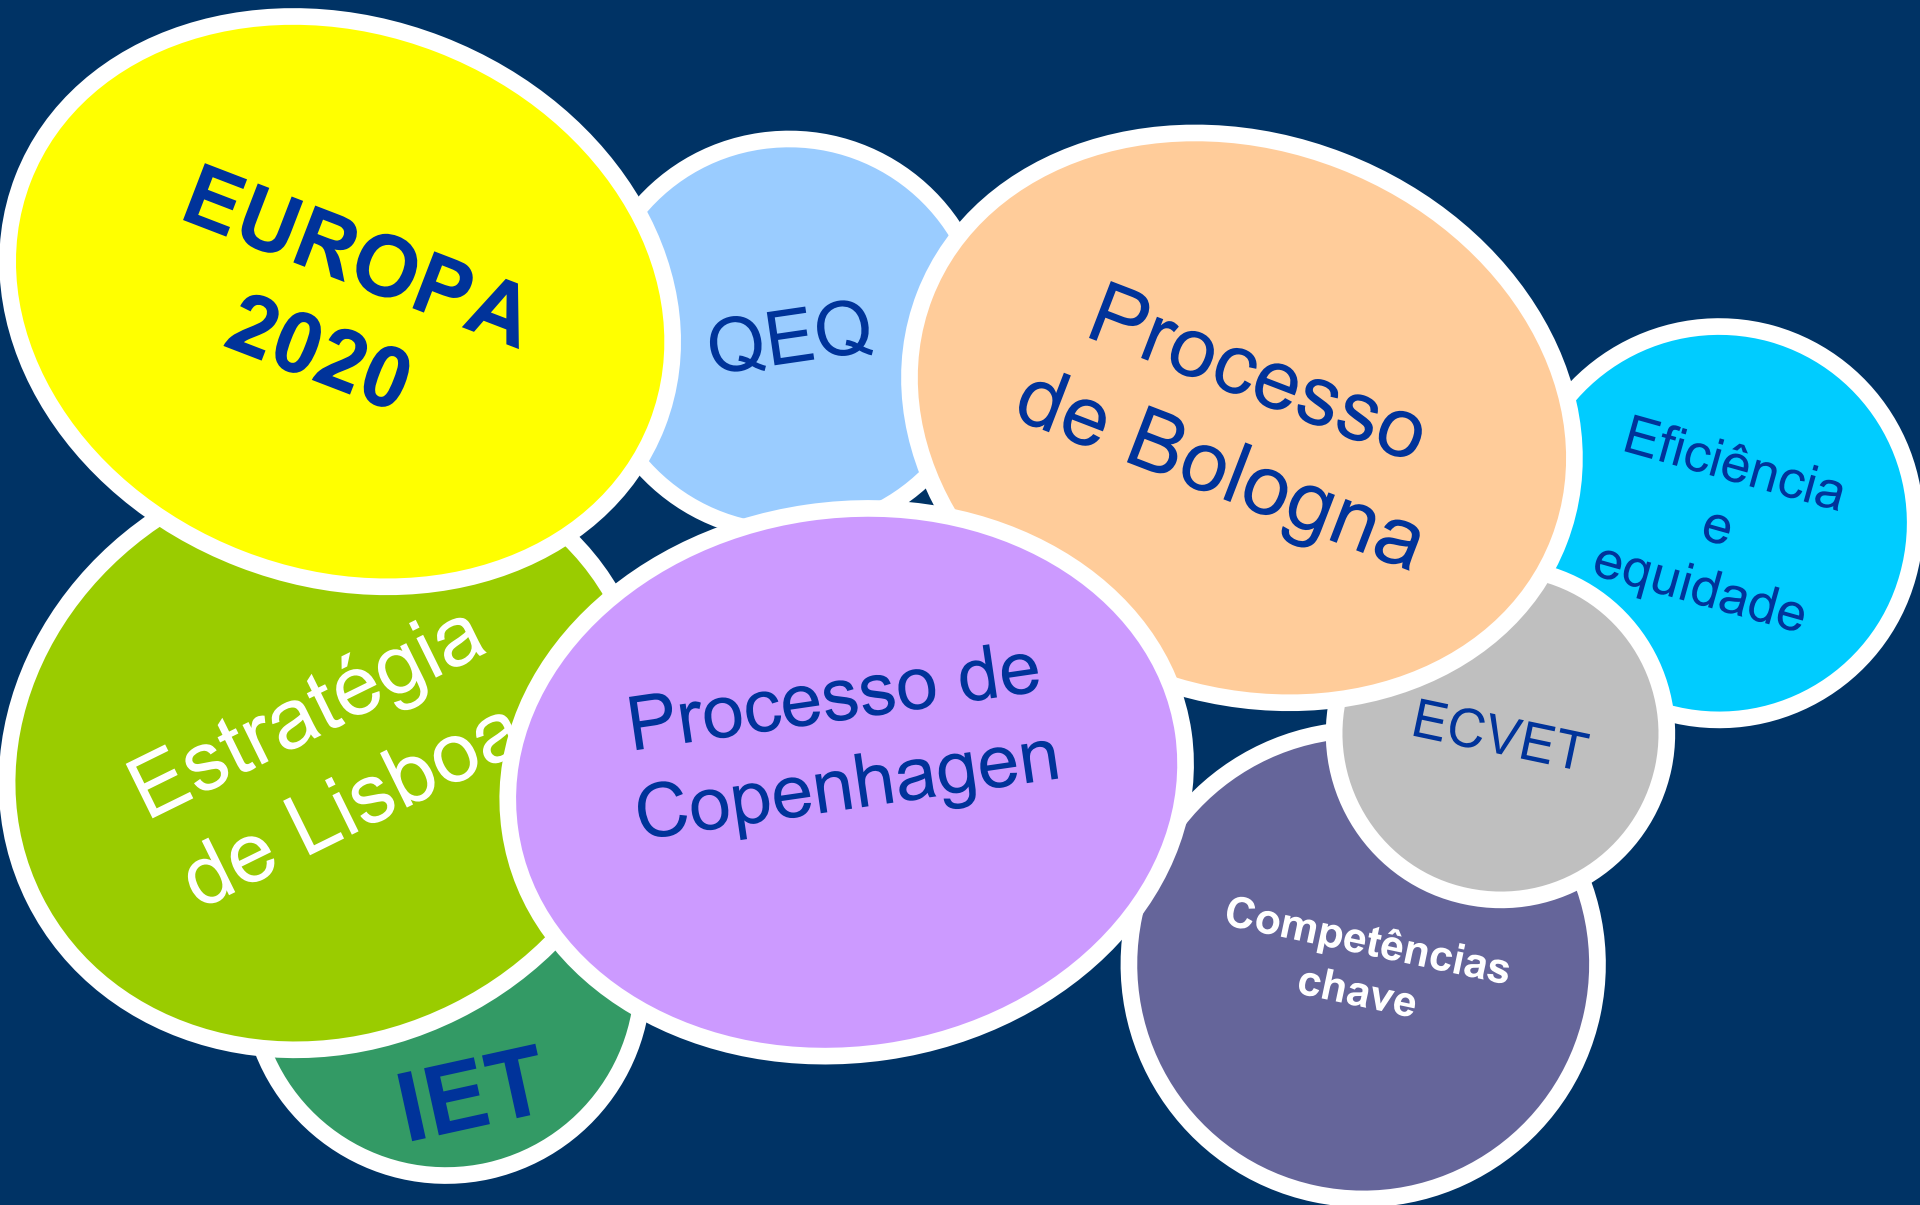 EUROPA
2020
QEQ
Processo
de Bologna
Eficiência
e
equidade
Estratégia
de Lisboa
Processo de
Copenhagen
ECVET
Competências
chave
IET